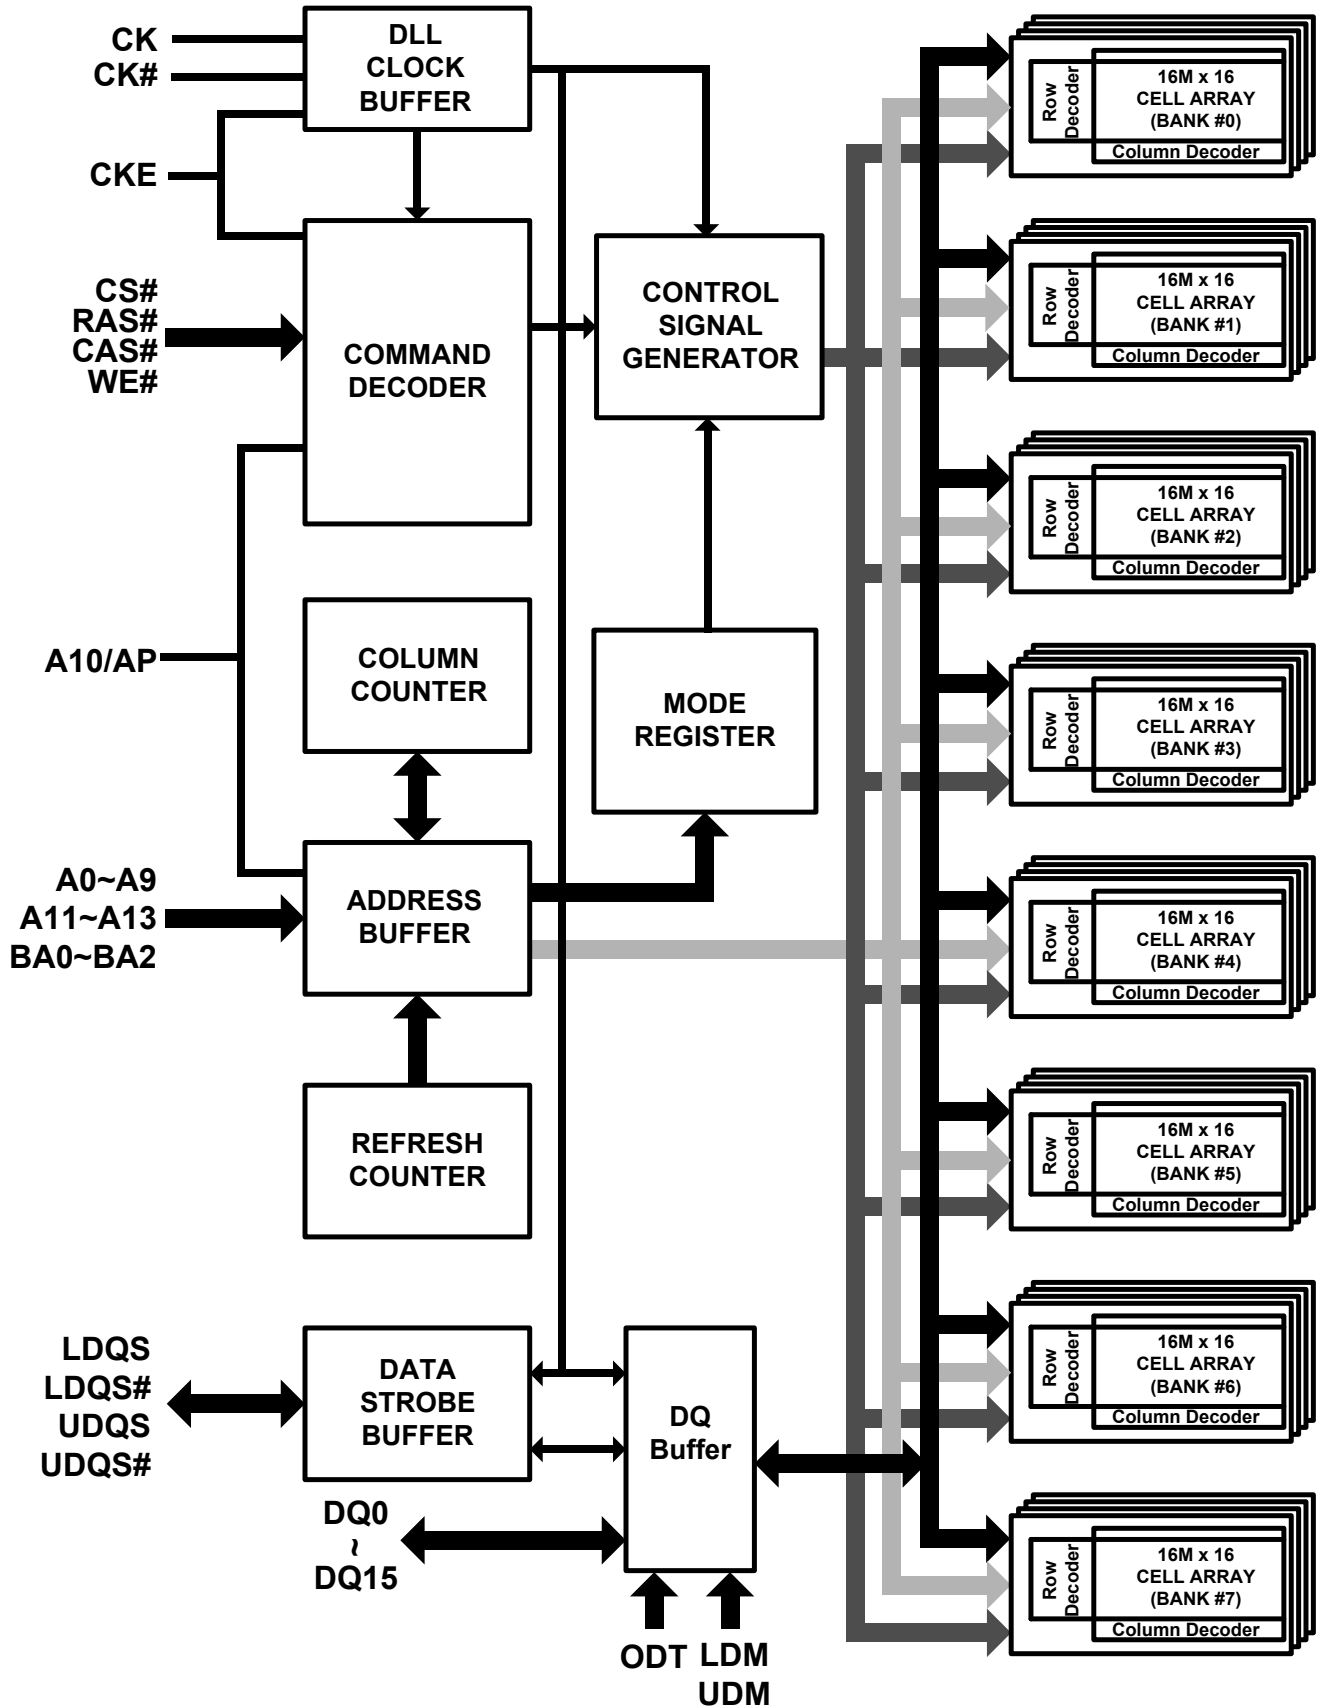 CK
CK#
CKE
CS#
RAS#
CAS#
WE#
A10/AP
A0~A9
A11~A13
BA0~BA2
LDQS
LDQS#
UDQS
UDQS#
DQ0
~
DQ15
DLL
CLOCK
BUFFER
COMMAND
DECODER
COLUMN
COUNTER
ADDRESS
BUFFER
REFRESH
COUNTER
DATA
STROBE
BUFFER
CONTROL
SIGNAL
GENERATOR
MODE
REGISTER
DQ
Buffer
ODT
LDM
UDM
Row
Decoder
16M x 16
CELL ARRAY
(BANK #0)
Column Decoder
Row
Decoder
16M x 16
CELL ARRAY
(BANK #1)
Column Decoder
Row
Decoder
16M x 16
CELL ARRAY
(BANK #2)
Column Decoder
Row
Decoder
16M x 16
CELL ARRAY
(BANK #3)
Column Decoder
Row
Decoder
16M x 16
CELL ARRAY
(BANK #4)
Column Decoder
Row
Decoder
16M x 16
CELL ARRAY
(BANK #5)
Column Decoder
Row
Decoder
16M x 16
CELL ARRAY
(BANK #6)
Column Decoder
Row
Decoder
16M x 16
CELL ARRAY
(BANK #7)
Column Decoder